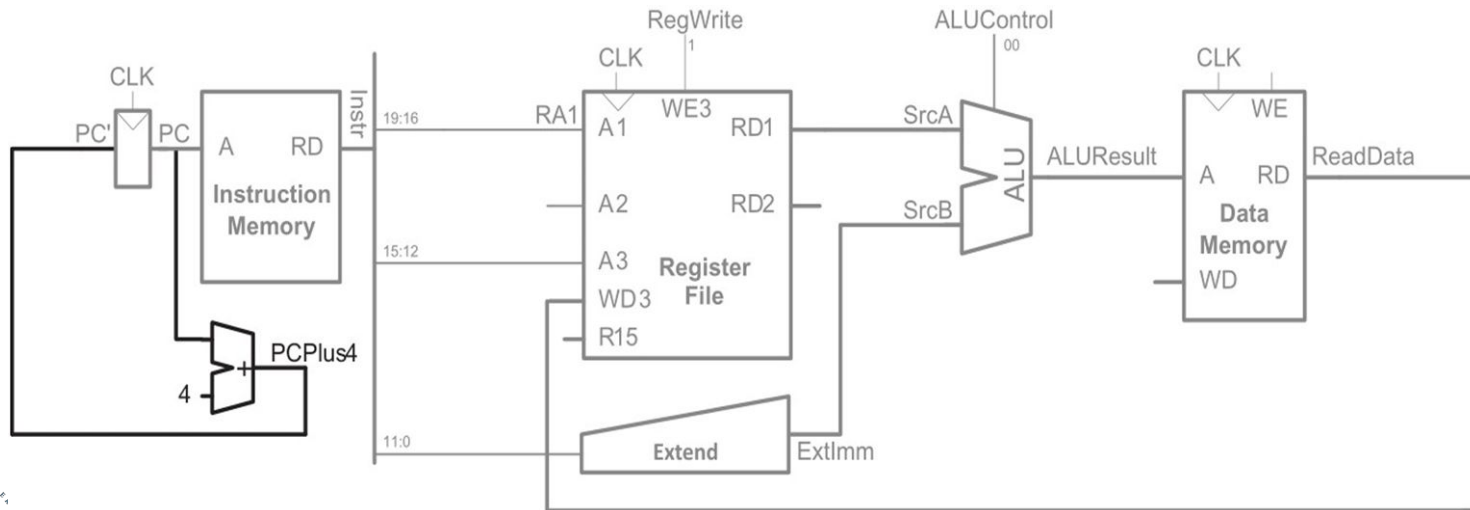 RegWrite
1
ALUControl
00
CLK
PC'
PC
A
RD
Instruction
Memory
Instr
19:16
15:12
11:0
4
+
PCPlus4
RA1
CLK
WE3
A1
RD1
A2
RD2
A3
Register
File
WD3
R15
Extend
ExtImm
SrcA
SrcB
ALU
ALUResult
CLK
WE
A
RD
Data
Memory
WD
ReadData